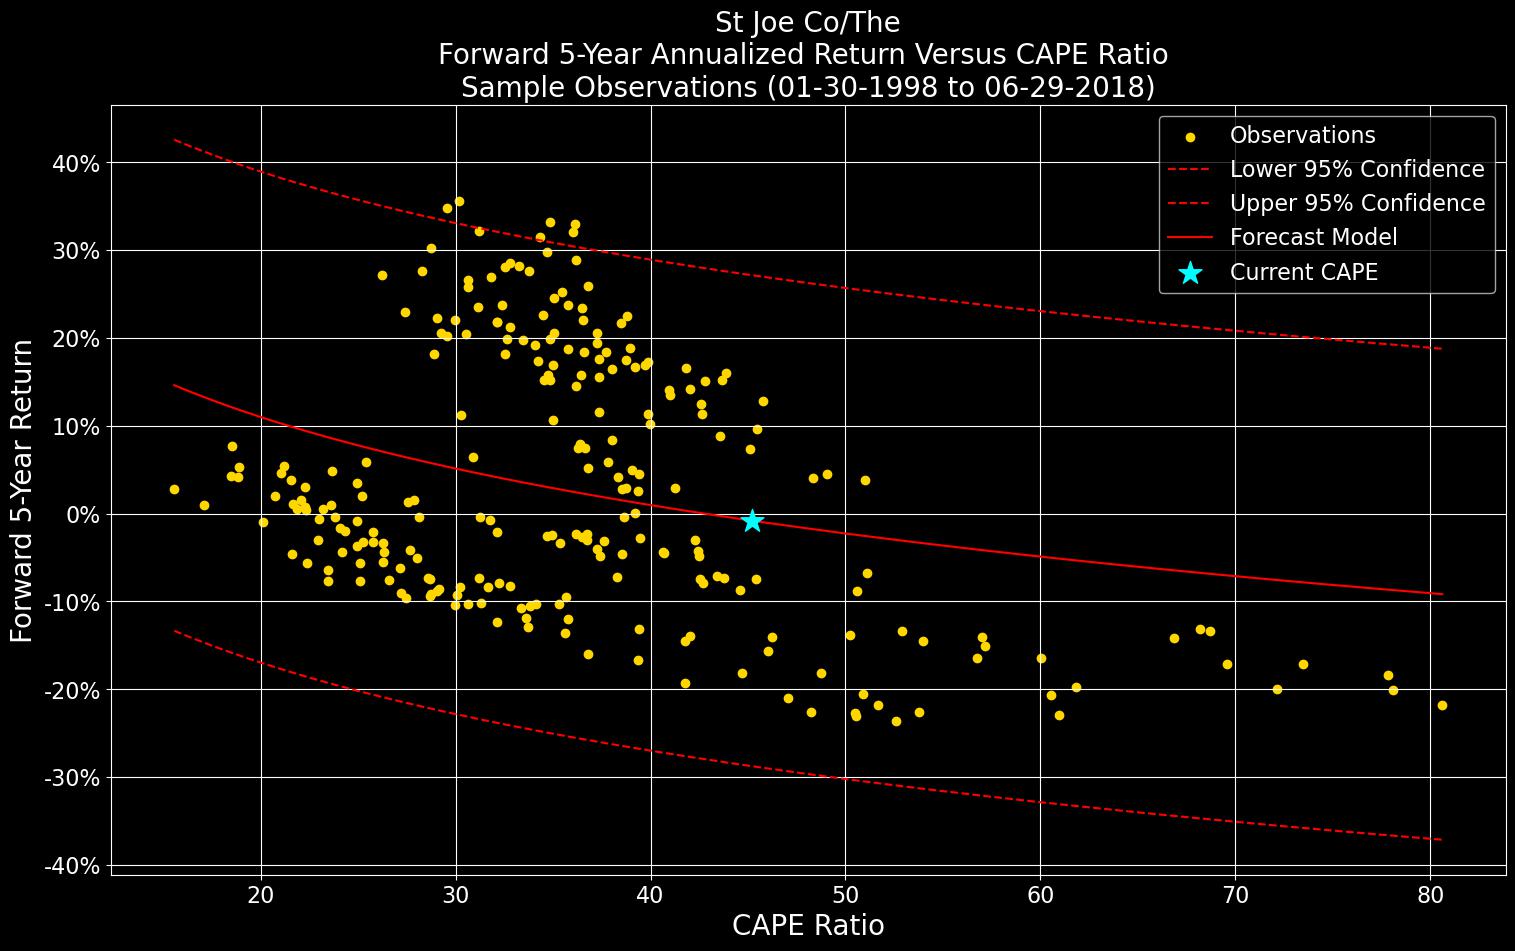 St Joe Co/The
Forward 5-Year Annualized Return Versus CAPE Ratio
Sample Observations (01-30-1998 to 06-29-2018)
Observations
Lower 95% Confidence
Upper 95% Confidence
Forecast Model
Current CAPE
Forward 5-Year Return
40%
30%
20%
10%
0%
-10%
-20%
-30%
-40%
20 30 40 50 60 70 80
CAPE Ratio